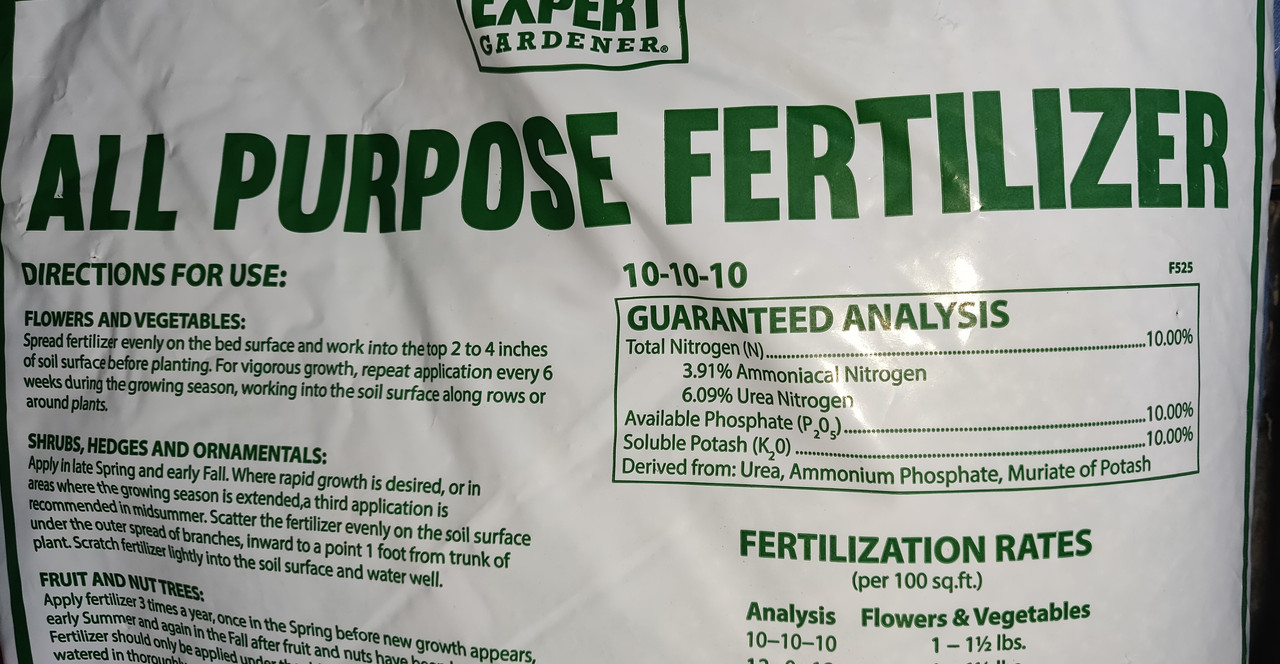 EXPERT
GARDENER®
ALL PURPOSE FERTILIZER
DIRECTIONS FOR USE:
FLOWERS AND VEGETABLES:
Spread fertilizer evenly on the bed surface and work into the top 2 to 4 inches
of soil surface before planting. For vigorous growth, repeat application every 6
weeks during the growing season, working into the soil surface along rows or
around plants.
SHRUBS, HEDGES AND ORNAMENTALS:
Apply in late Spring and early Fall. Where rapid growth is desired, or in
areas where the growing season is extended,a third application is
recommended in midsummer. Scatter the fertilizer evenly on the soil surface
under the outer spread of branches, inward to a point 1 foot from trunk of
plant. Scratch fertilizer lightly into the soil surface and water well.
FRUIT AND NUT TREES:
Apply fertilizer 3 times a year, once in the Spring before new growth appears,
early Summer and again in the Fall after fruit and nuts have
Fertilizer should only be applied under
watered in thoroughly
10-10-10
F525
GUARANTEED ANALYSIS
Total Nitrogen (N)..........10.00%
3.91% Ammoniacal Nitrogen
6.09% Urea Nitrogen
Available Phosphate (P₂O₅)..........10.00%
Soluble Potash (K₂0) ..........10.00%
Derived from: Urea, Ammonium Phosphate, Muriate of Potash
FERTILIZATION RATES
(per 100 sq.ft.)
Analysis Flowers & Vegetables
10–10–10 1 – 1½ lbs.